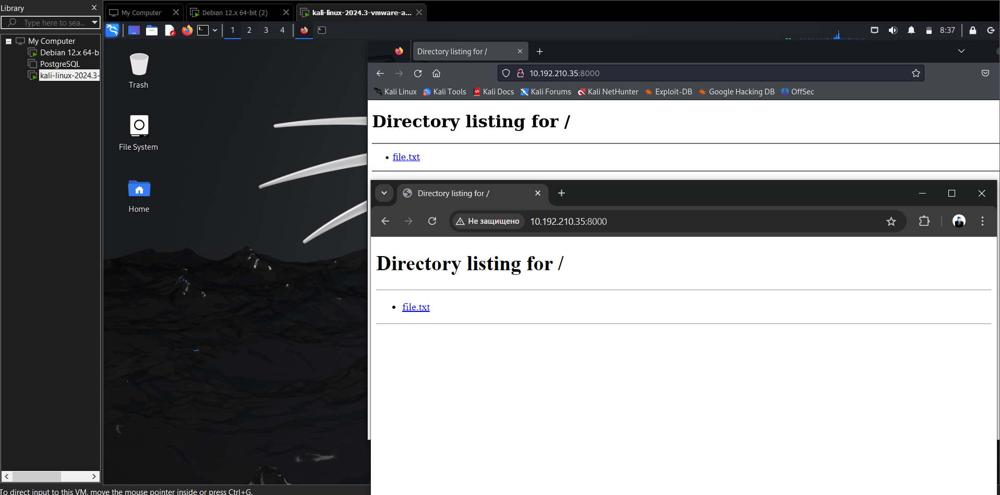 Library
Type here to sea...
My Computer
Debian 12.x 64-b
PostgreSQL
kali-linux-2024.3-
My Computer
Debian 12.x 64-bit (2)
kali-linux-2024.3-vmware-a...
1 2 3 4
8:37
Trash
File System
Home
Directory listing for /
10.192.210.35:8000
Kali Linux Kali Tools Kali Docs Kali Forums Kali NetHunter Exploit-DB Google Hacking DB OffSec
Directory listing for /
file.txt
Directory listing for /
Не защищено 10.192.210.35:8000
Directory listing for /
file.txt
To direct input to this VM, move the mouse pointer inside or press Ctrl+G.